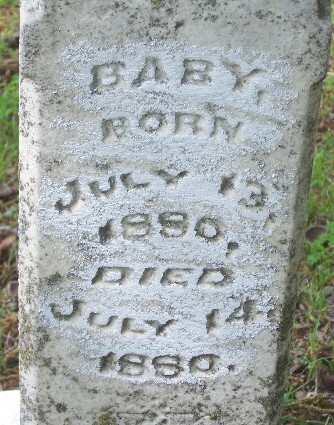 BABY,
BORN
JULY 13,
1880,
DIED
JULY 14,
1880.